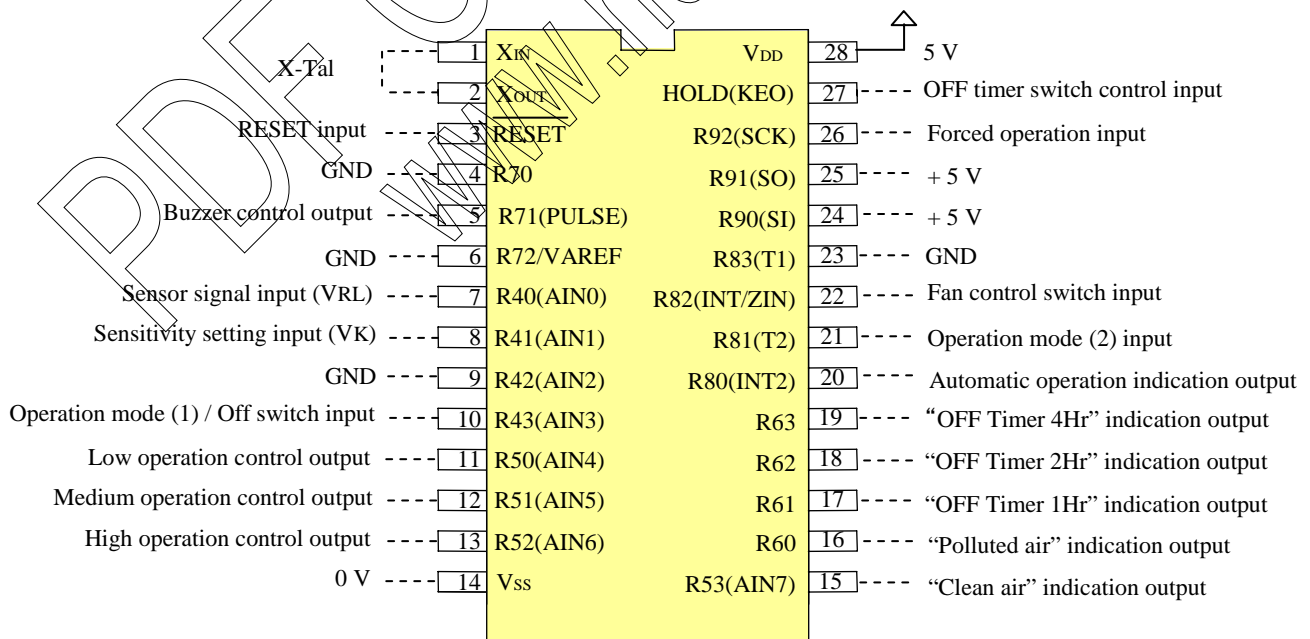 PDF
www.
X-Tal
RESET input
GND
Buzzer control output
GND
Sensor signal input (VRL)
Sensitivity setting input (VK)
GND
Operation mode (1) / Off switch input
Low operation control output
Medium operation control output
High operation control output
0 V
1 XIN
2 XOUT
3 RESET
4 R70
5 R71(PULSE)
6 R72/VAREF
7 R40(AIN0)
8 R41(AIN1)
9 R42(AIN2)
10 R43(AIN3)
11 R50(AIN4)
12 R51(AIN5)
13 R52(AIN6)
14 Vss
VDD 28 5 V
HOLD(KEO) 27 OFF timer switch control input
R92(SCK) 26 Forced operation input
R91(SO) 25 + 5 V
R90(SI) 24 + 5 V
R83(T1) 23 GND
R82(INT/ZIN) 22 Fan control switch input
R81(T2) 21 Operation mode (2) input
R80(INT2) 20 Automatic operation indication output
R63 19 “OFF Timer 4Hr” indication output
R62 18 “OFF Timer 2Hr” indication output
R61 17 “OFF Timer 1Hr” indication output
R60 16 “Polluted air” indication output
R53(AIN7) 15 “Clean air” indication output